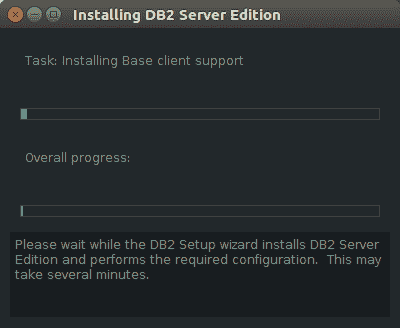 Installing DB2 Server Edition
Task: Installing Base client support
Overall progress:
Please wait while the DB2 Setup wizard installs DB2 Server
Edition and performs the required configuration.  This may
take several minutes.